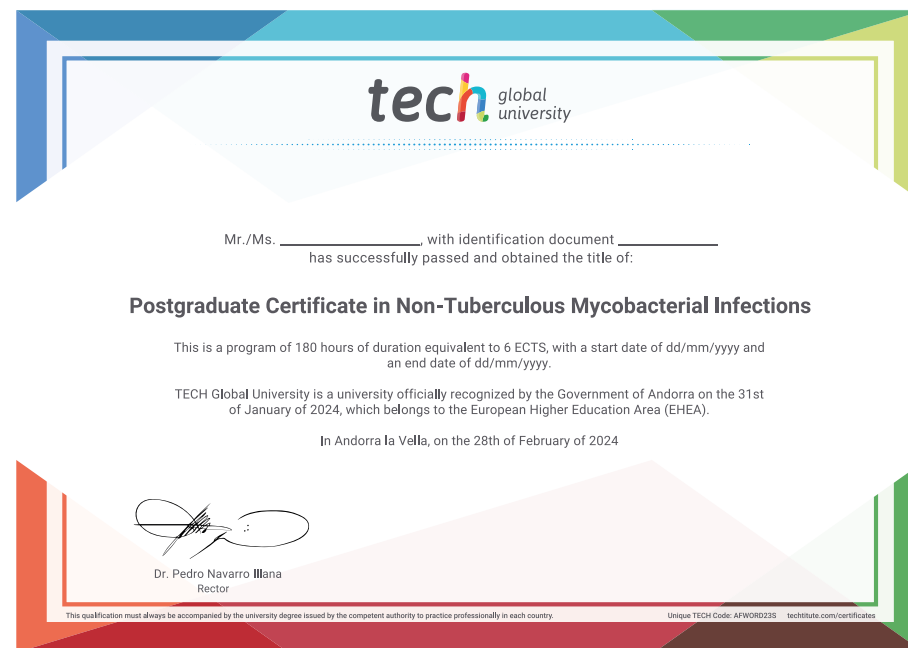 tech global university
Mr./Ms. ____________________, with identification document ______________
has successfully passed and obtained the title of:
Postgraduate Certificate in Non-Tuberculous Mycobacterial Infections
This is a program of 180 hours of duration equivalent to 6 ECTS, with a start date of dd/mm/yyyy and
an end date of dd/mm/yyyy.
TECH Global University is a university officially recognized by the Government of Andorra on the 31st
of January of 2024, which belongs to the European Higher Education Area (EHEA).
In Andorra la Vella, on the 28th of February of 2024
Dr. Pedro Navarro Illana
Rector
This qualification must always be accompanied by the university degree issued by the competent authority to practice professionally in each country. Unique TECH Code: AFWORD23S techtitute.com/certificates